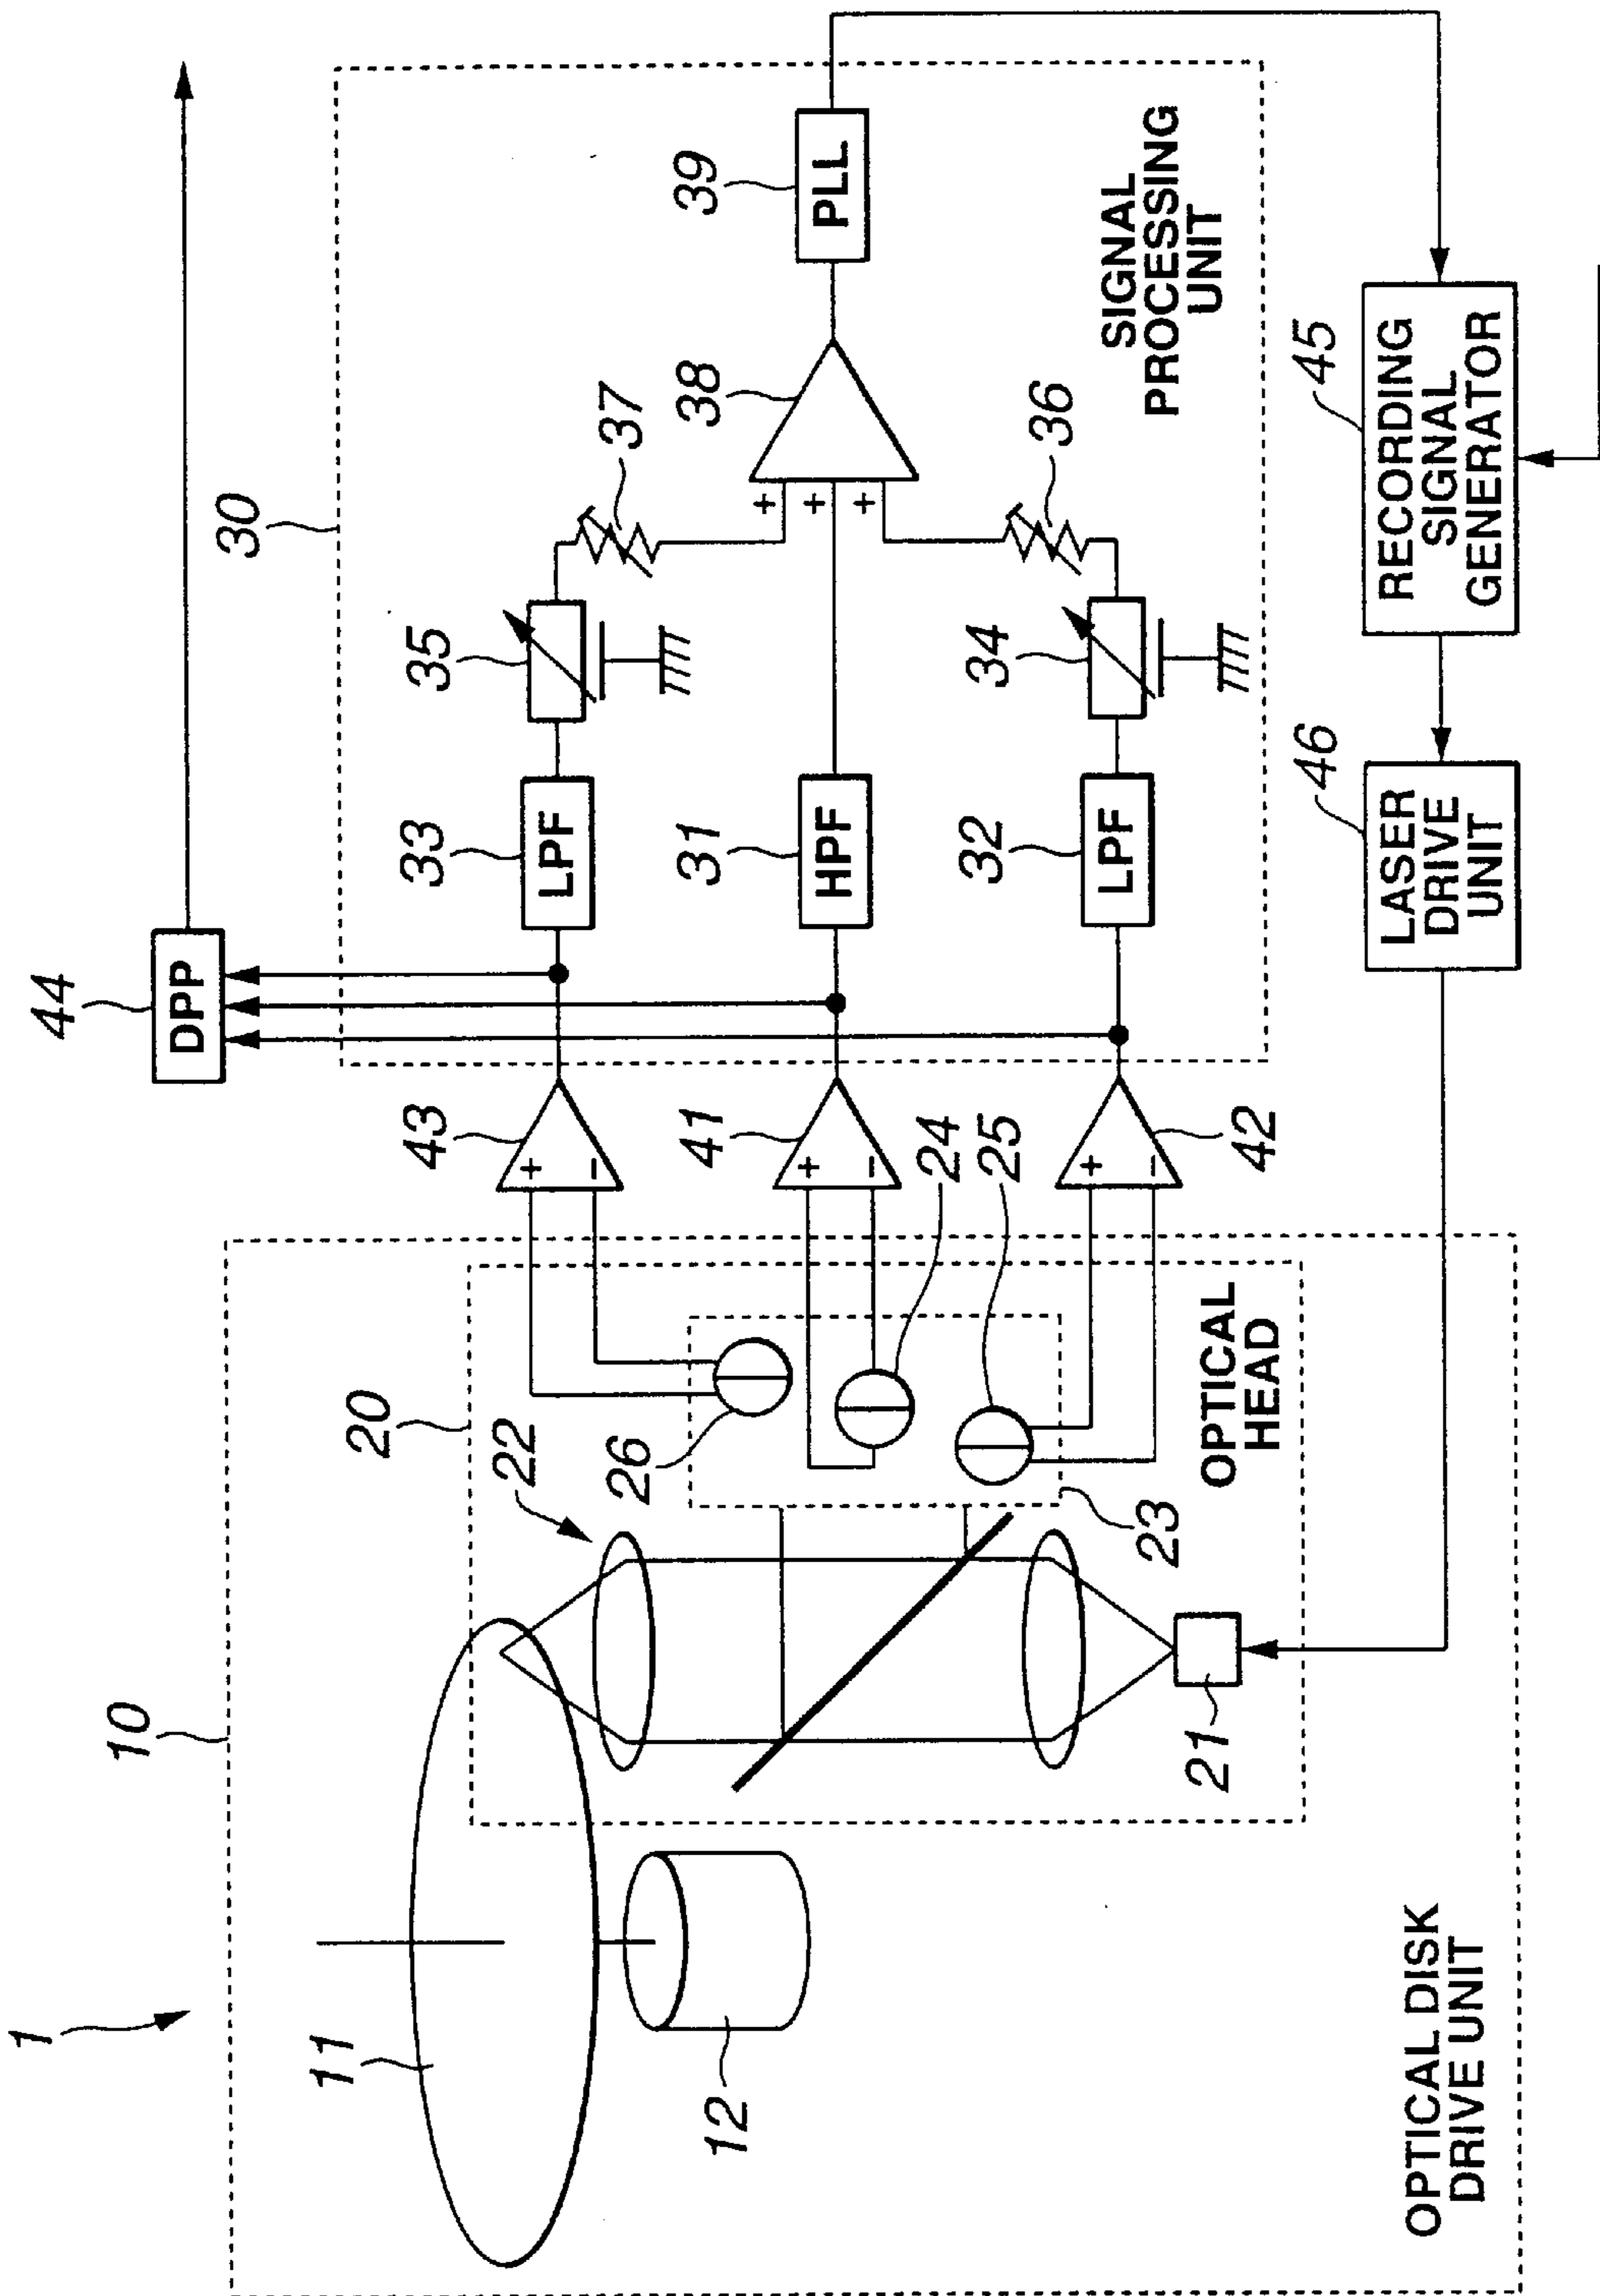 1
10
11
12
OPTICAL DISK
DRIVE UNIT
20
22
21
23
26
24
25
OPTICAL
HEAD
43
+
−
41
+
−
42
+
−
44
DPP
30
33
LPF
31
HPF
32
LPF
35
34
37
36
38
+
+
+
39
PLL
SIGNAL
PROCESSING
UNIT
46
LASER
DRIVE
UNIT
45
RECORDING
SIGNAL
GENERATOR